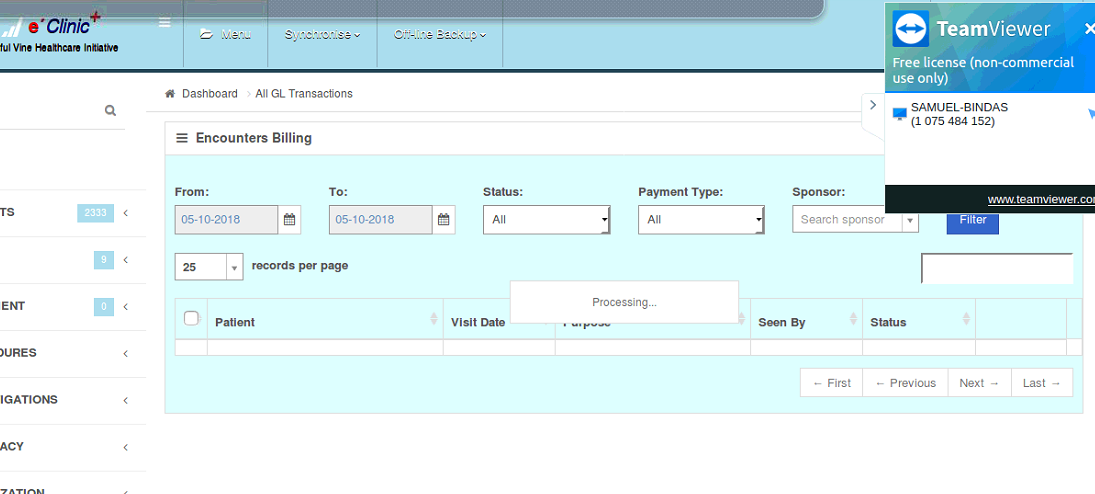 e'Clinic+
ful Vine Healthcare Initiative
Menu
Synchronise
Off-line Backup
TeamViewer
Free license (non-commercial
use only)
SAMUEL-BINDAS
(1 075 484 152)
www.teamviewer.com
Dashboard
All GL Transactions
Encounters Billing
From:
To:
Status:
Payment Type:
Sponsor:
05-10-2018
05-10-2018
All
All
Search sponsor
Filter
25
records per page
Processing...
Patient
Visit Date
Purpose
Seen By
Status
← First
← Previous
Next →
Last →
TS
2333
9
IENT
0
DURES
IGATIONS
ACY
ZATION